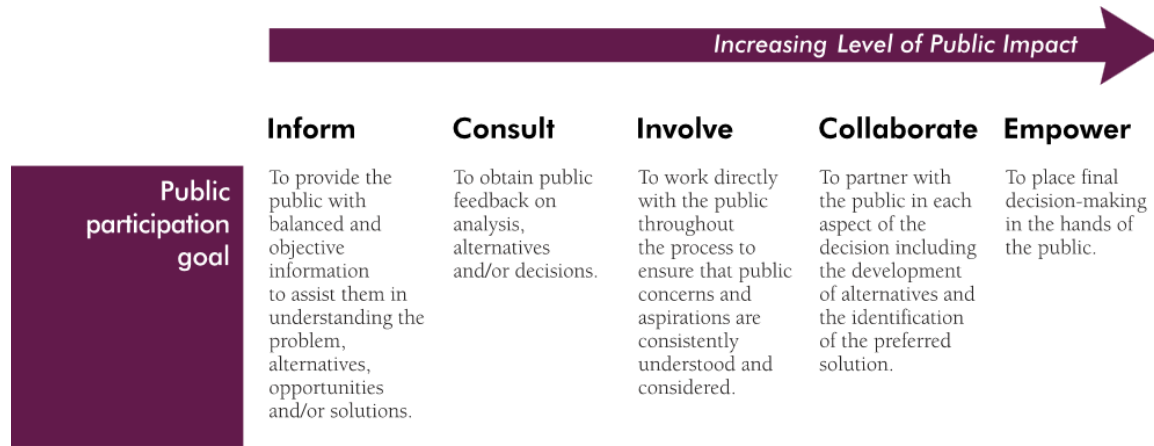 Increasing Level of Public Impact
Inform
Consult
Involve
Collaborate
Empower
Public
participation
goal
To provide the
public with
balanced and
objective
information
to assist them in
understanding the
problem,
alternatives,
opportunities
and/or solutions.
To obtain public
feedback on
analysis,
alternatives
and/or decisions.
To work directly
with the public
throughout
the process to
ensure that public
concerns and
aspirations are
consistently
understood and
considered.
To partner with
the public in each
aspect of the
decision including
the development
of alternatives and
the identification
of the preferred
solution.
To place final
decision-making
in the hands of
the public.